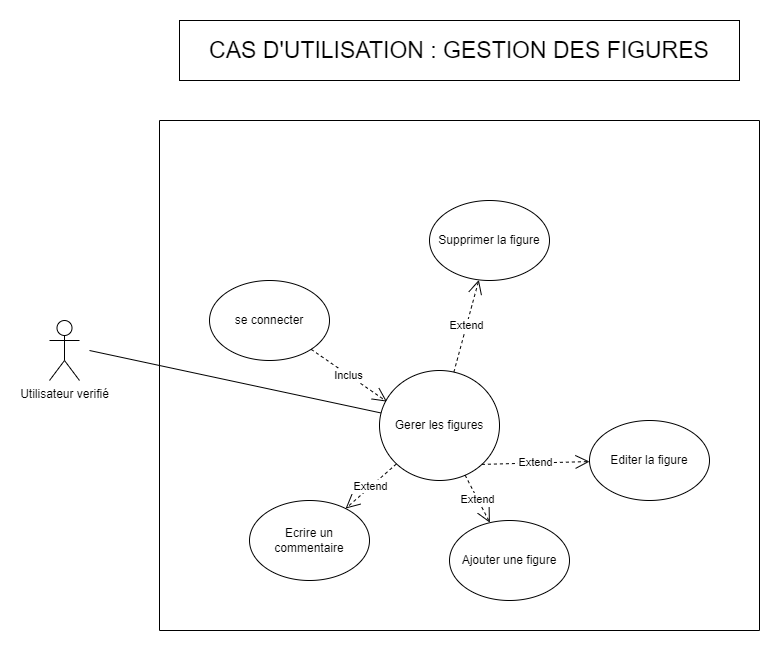 CAS D'UTILISATION : GESTION DES FIGURES
Supprimer la figure
se connecter
Extend
Inclus
Utilisateur verifié
Gerer les figures
Extend
Editer la figure
Extend
Extend
Ecrire un
commentaire
Ajouter une figure